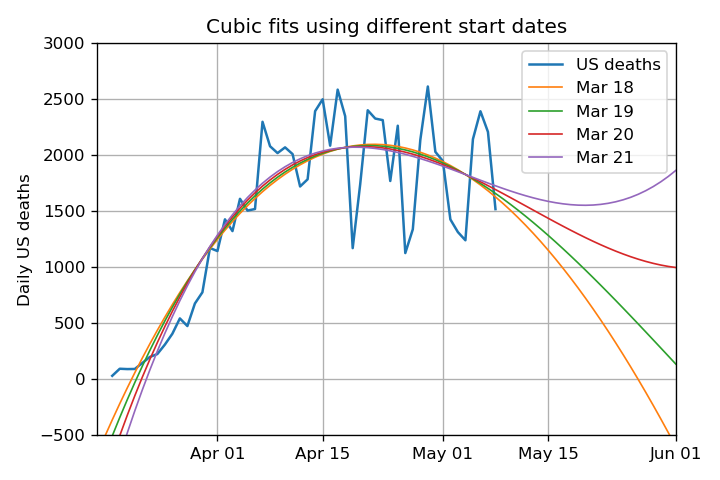 Cubic fits using different start dates
3000
2500
2000
1500
1000
500
0
−500
Daily US deaths
US deaths
Mar 18
Mar 19
Mar 20
Mar 21
Apr 01
Apr 15
May 01
May 15
Jun 01